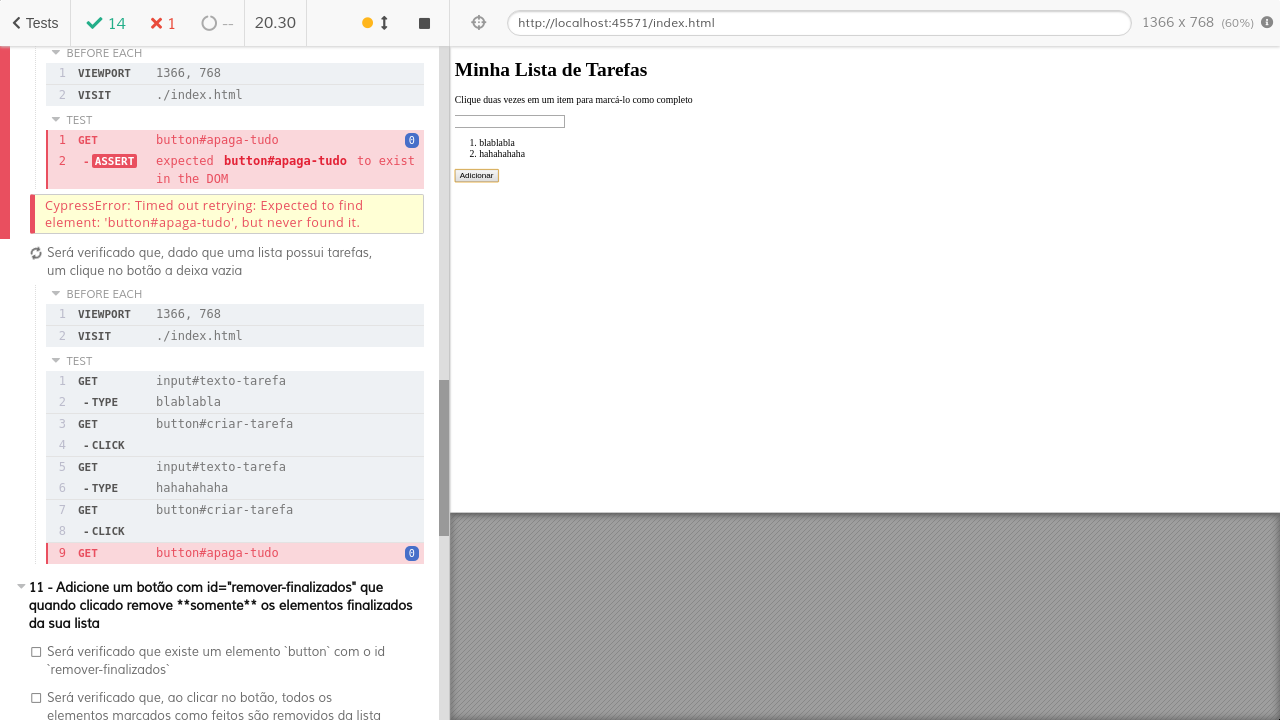 Tests
14
1
--
20.30
http://localhost:45571/index.html
1366 x 768 (60%)
BEFORE EACH
1 VIEWPORT 1366, 768
2 VISIT ./index.html
TEST
1 GET button#apaga-tudo 0
2 - ASSERT expected button#apaga-tudo to exist
in the DOM
CypressError: Timed out retrying: Expected to find
element: 'button#apaga-tudo', but never found it.
Será verificado que, dado que uma lista possui tarefas,
um clique no botão a deixa vazia
BEFORE EACH
1 VIEWPORT 1366, 768
2 VISIT ./index.html
TEST
1 GET input#texto-tarefa
2 - TYPE blablabla
3 GET button#criar-tarefa
4 - CLICK
5 GET input#texto-tarefa
6 - TYPE hahahahaha
7 GET button#criar-tarefa
8 - CLICK
9 GET button#apaga-tudo 0
11 - Adicione um botão com id="remover-finalizados" que
quando clicado remove **somente** os elementos finalizados
da sua lista
Será verificado que existe um elemento `button` com o id
`remover-finalizados`
Será verificado que, ao clicar no botão, todos os
elementos marcados como feitos são removidos da lista
Minha Lista de Tarefas
Clique duas vezes em um item para marcá-lo como completo
1. blablabla
2. hahahahaha
Adicionar